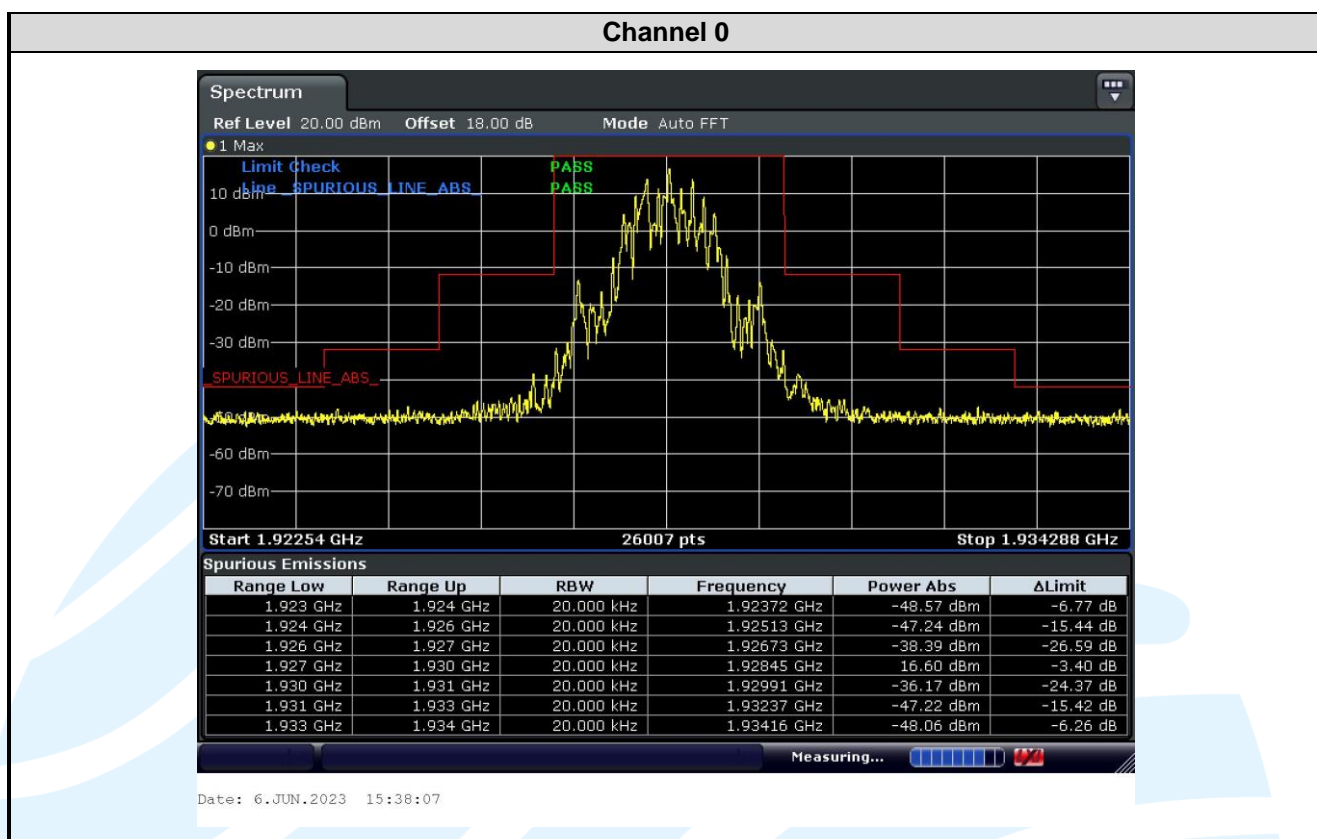 Channel 0
Spectrum
Ref Level 20.00 dBm Offset 18.00 dB Mode Auto FFT
1 Max
Limit Check PASS
Line _SPURIOUS_LINE_ABS_ PASS
10 dBm
0 dBm
-10 dBm
-20 dBm
-30 dBm
_SPURIOUS_LINE_ABS_
-60 dBm
-70 dBm
Start 1.92254 GHz 26007 pts Stop 1.934288 GHz
Spurious Emissions
Range Low Range Up RBW Frequency Power Abs ΔLimit
1.923 GHz 1.924 GHz 20.000 kHz 1.92372 GHz -48.57 dBm -6.77 dB
1.924 GHz 1.926 GHz 20.000 kHz 1.92513 GHz -47.24 dBm -15.44 dB
1.926 GHz 1.927 GHz 20.000 kHz 1.92673 GHz -38.39 dBm -26.59 dB
1.927 GHz 1.930 GHz 20.000 kHz 1.92845 GHz 16.60 dBm -3.40 dB
1.930 GHz 1.931 GHz 20.000 kHz 1.92991 GHz -36.17 dBm -24.37 dB
1.931 GHz 1.933 GHz 20.000 kHz 1.93237 GHz -47.22 dBm -15.42 dB
1.933 GHz 1.934 GHz 20.000 kHz 1.93416 GHz -48.06 dBm -6.26 dB
Measuring...
Date: 6.JUN.2023 15:38:07